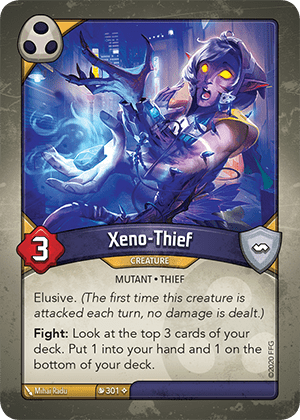 Xeno-Thief
CREATURE
3
MUTANT • THIEF
Elusive. (The first time this creature is
attacked each turn, no damage is dealt.)
Fight: Look at the top 3 cards of your
deck. Put 1 into your hand and 1 on the
bottom of your deck.
©2020 FFG
Mihai Radu
301